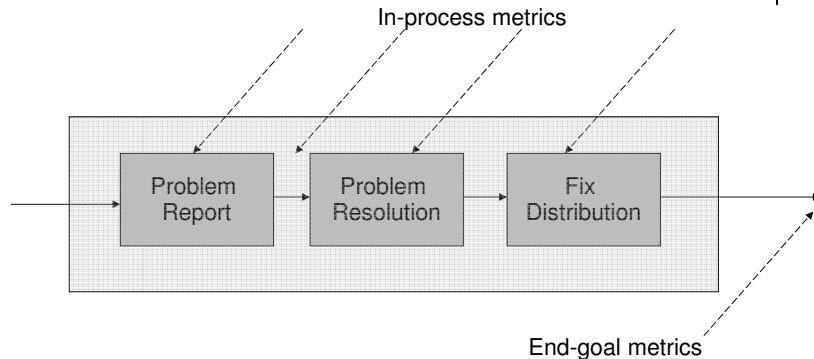 In-process metrics
Problem
Report
Problem
Resolution
Fix
Distribution
End-goal metrics